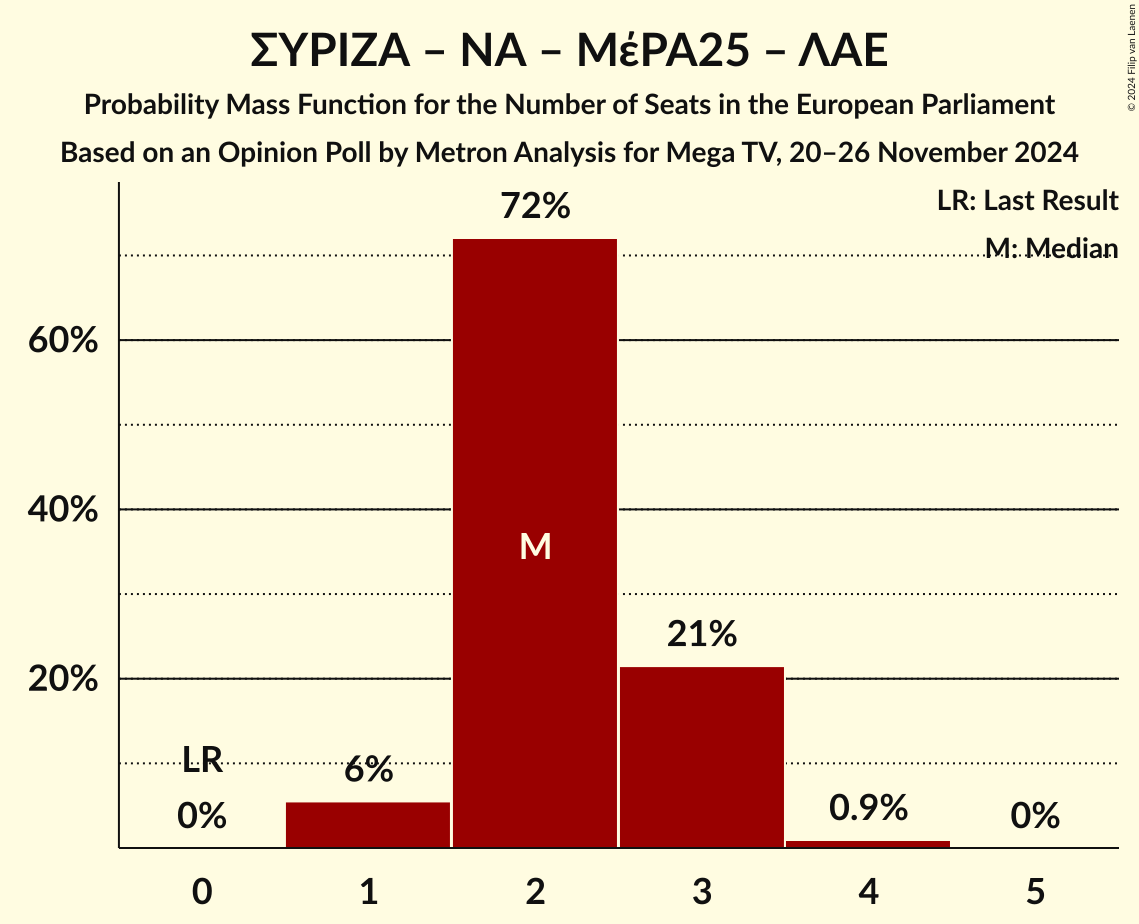 ΣΥΡΙΖΑ – ΝΑ – ΜέΡΑ25 – ΛΑΕ
Probability Mass Function for the Number of Seats in the European Parliament
Based on an Opinion Poll by Metron Analysis for Mega TV, 20–26 November 2024
© 2024 Filip van Laenen
LR: Last Result
M: Median
72%
60%
40%
M
21%
20%
LR
6%
0%
0.9%
0%
0 1 2 3 4 5